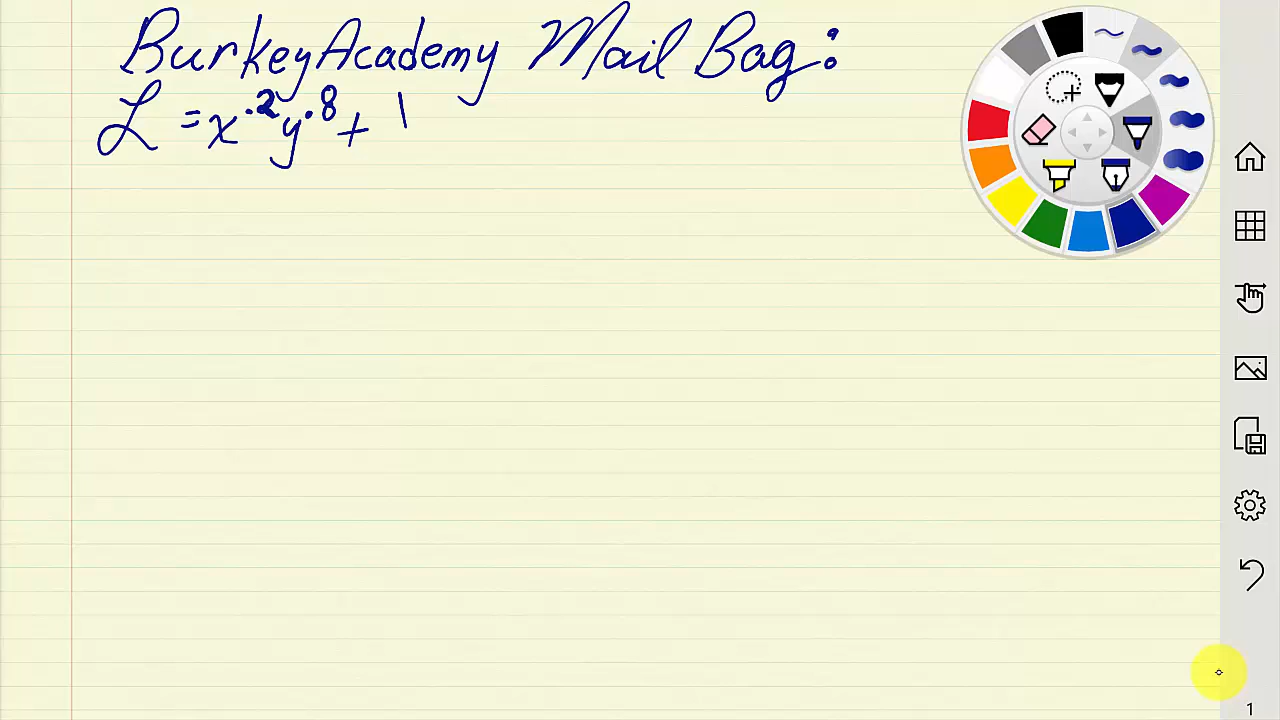 BurkeyAcademy Mail Bag:
ℒ = x^.2 y^.8 + 
1